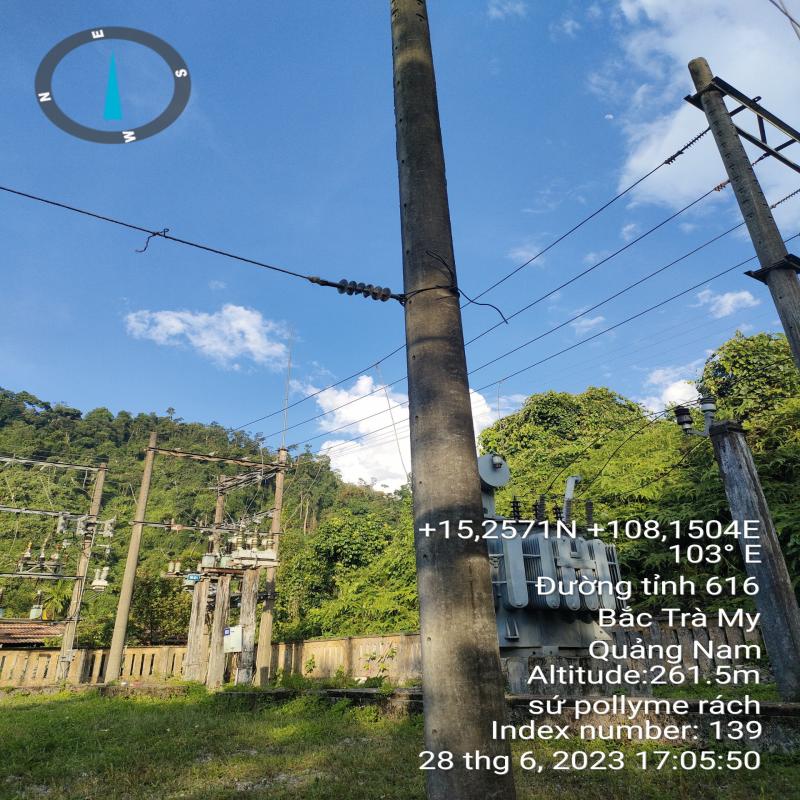 E
S
N
W
+15,2571N +108,1504E
103° E
Đường tỉnh 616
Bắc Trà My
Quảng Nam
Altitude:261.5m
sứ pollyme rách
Index number: 139
28 thg 6, 2023 17:05:50